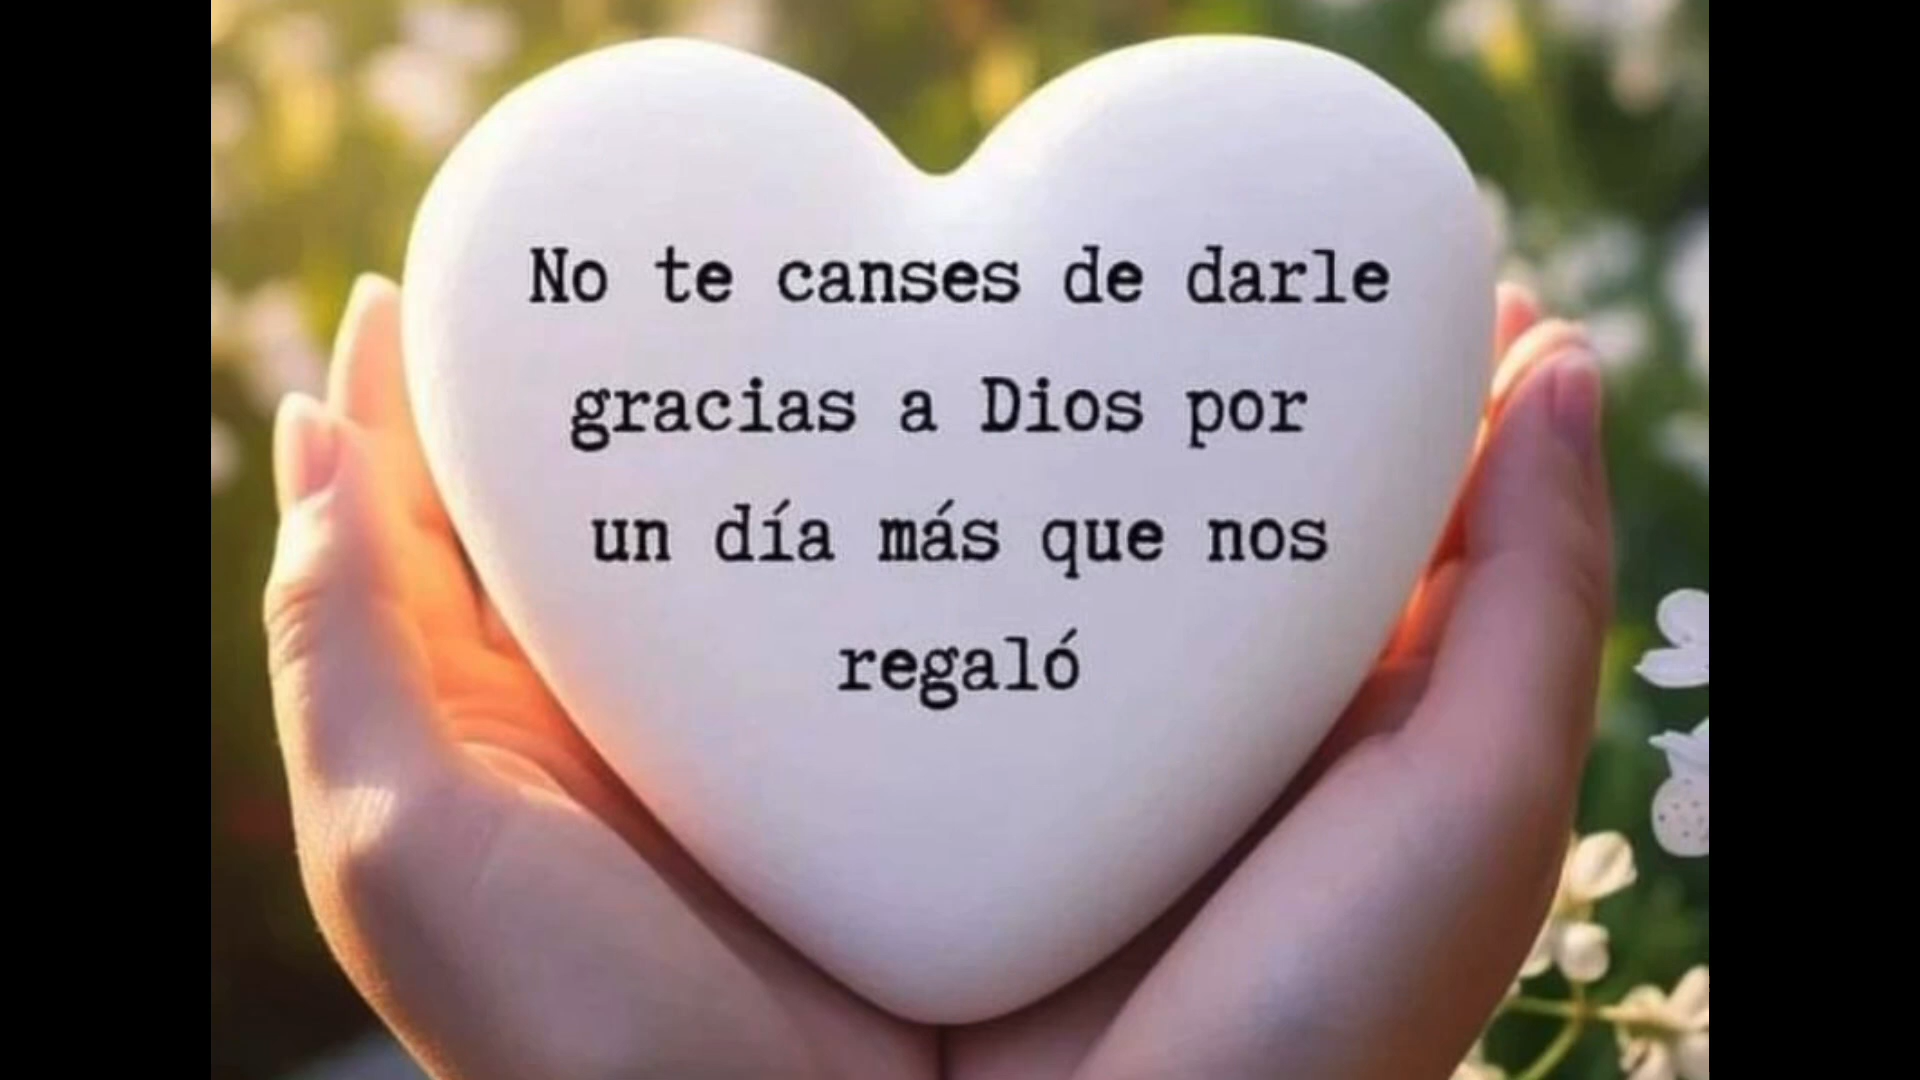 No te canses de darle
gracias a Dios por
un día más que nos
regaló